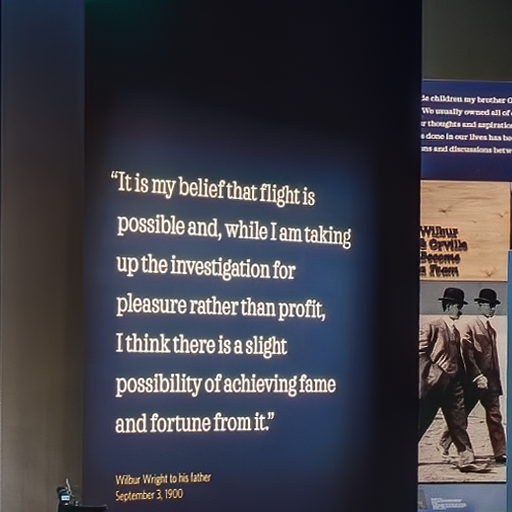 “It is my belief that flight is
possible and, while I am taking
up the investigation for
pleasure rather than profit,
I think there is a slight
possibility of achieving fame
and fortune from it.”
Wilbur Wright to his father
September 3, 1900
children my brother
We usually owned all of
thoughts and aspiration
done in our lives has be
and discussions betw
Wilbur
& Orville
Become
a Team